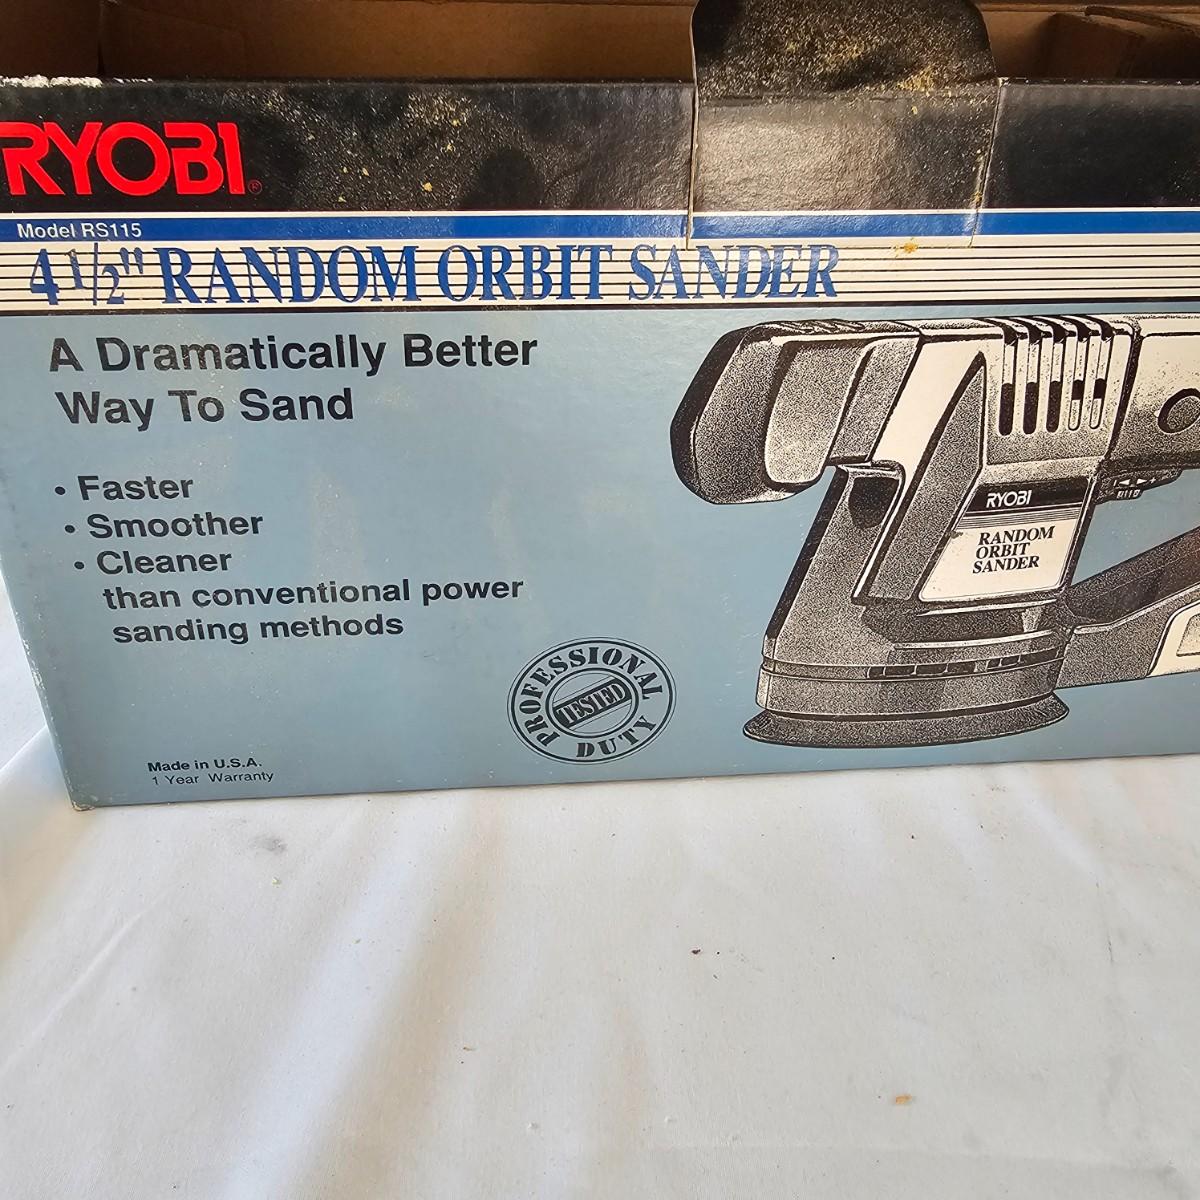 RYOBI®
Model RS115
4 1/2" RANDOM ORBIT SANDER
A Dramatically Better
Way To Sand
• Faster
• Smoother
• Cleaner
than conventional power
sanding methods
RYOBI
RANDOM
ORBIT
SANDER
PROFESSIONAL
TESTED
DUTY
Made in U.S.A.
1 Year Warranty